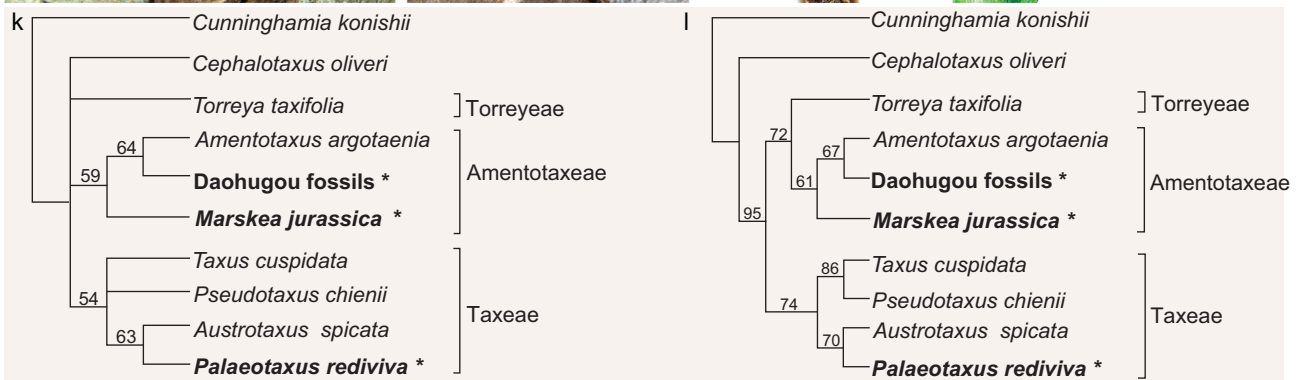 k
Cunninghamia konishii
Cephalotaxus oliveri
Torreya taxifolia
Torreyeae
64
Amentotaxus argotaenia
59
Daohugou fossils *
Amentotaxeae
Marskea jurassica *
Taxus cuspidata
54
Pseudotaxus chienii
Taxeae
63
Austrotaxus spicata
Palaeotaxus rediviva *
l
Cunninghamia konishii
Cephalotaxus oliveri
Torreya taxifolia
Torreyeae
72
Amentotaxus argotaenia
67
61
Daohugou fossils *
Amentotaxeae
95
Marskea jurassica *
86
Taxus cuspidata
74
Pseudotaxus chienii
Taxeae
70
Austrotaxus spicata
Palaeotaxus rediviva *